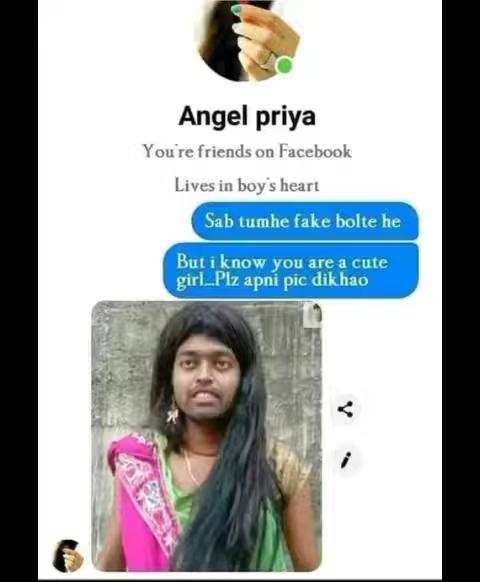 Angel priya
You're friends on Facebook
Lives in boy's heart
Sab tumhe fake bolte he
But i know you are a cute
girl...Plz apni pic dikhao